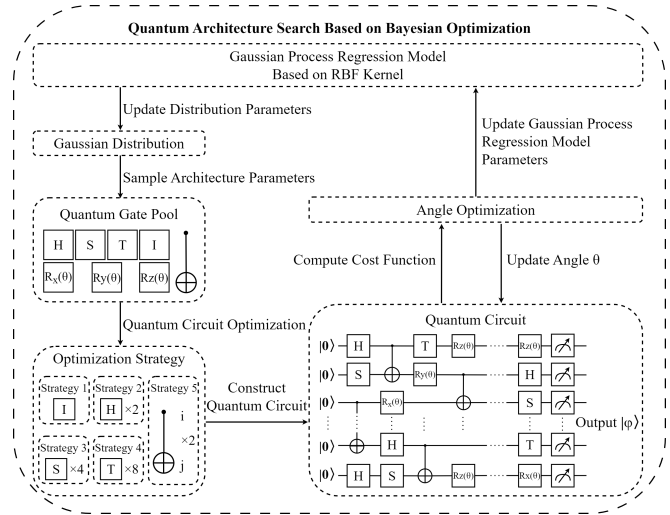 Quantum Architecture Search Based on Bayesian Optimization
Gaussian Process Regression Model
Based on RBF Kernel
Update Distribution Parameters
Gaussian Distribution
Sample Architecture Parameters
Quantum Gate Pool
H S T I
Rx(θ) Ry(θ) Rz(θ)
Quantum Circuit Optimization
Optimization Strategy
Strategy 1 Strategy 2 Strategy 5
I H ×2 i
×2
Strategy 3 Strategy 4
S ×4 T ×8 j
Construct
Quantum Circuit
Update Gaussian Process
Regression Model
Parameters
Angle Optimization
Compute Cost Function
Update Angle θ
Quantum Circuit
|0⟩ H T Rz(θ) Rz(θ)
|0⟩ S Ry(θ) H
|0⟩ Rx(θ) S
Output |φ⟩
|0⟩ H T
|0⟩ H S Rz(θ) Rx(θ)